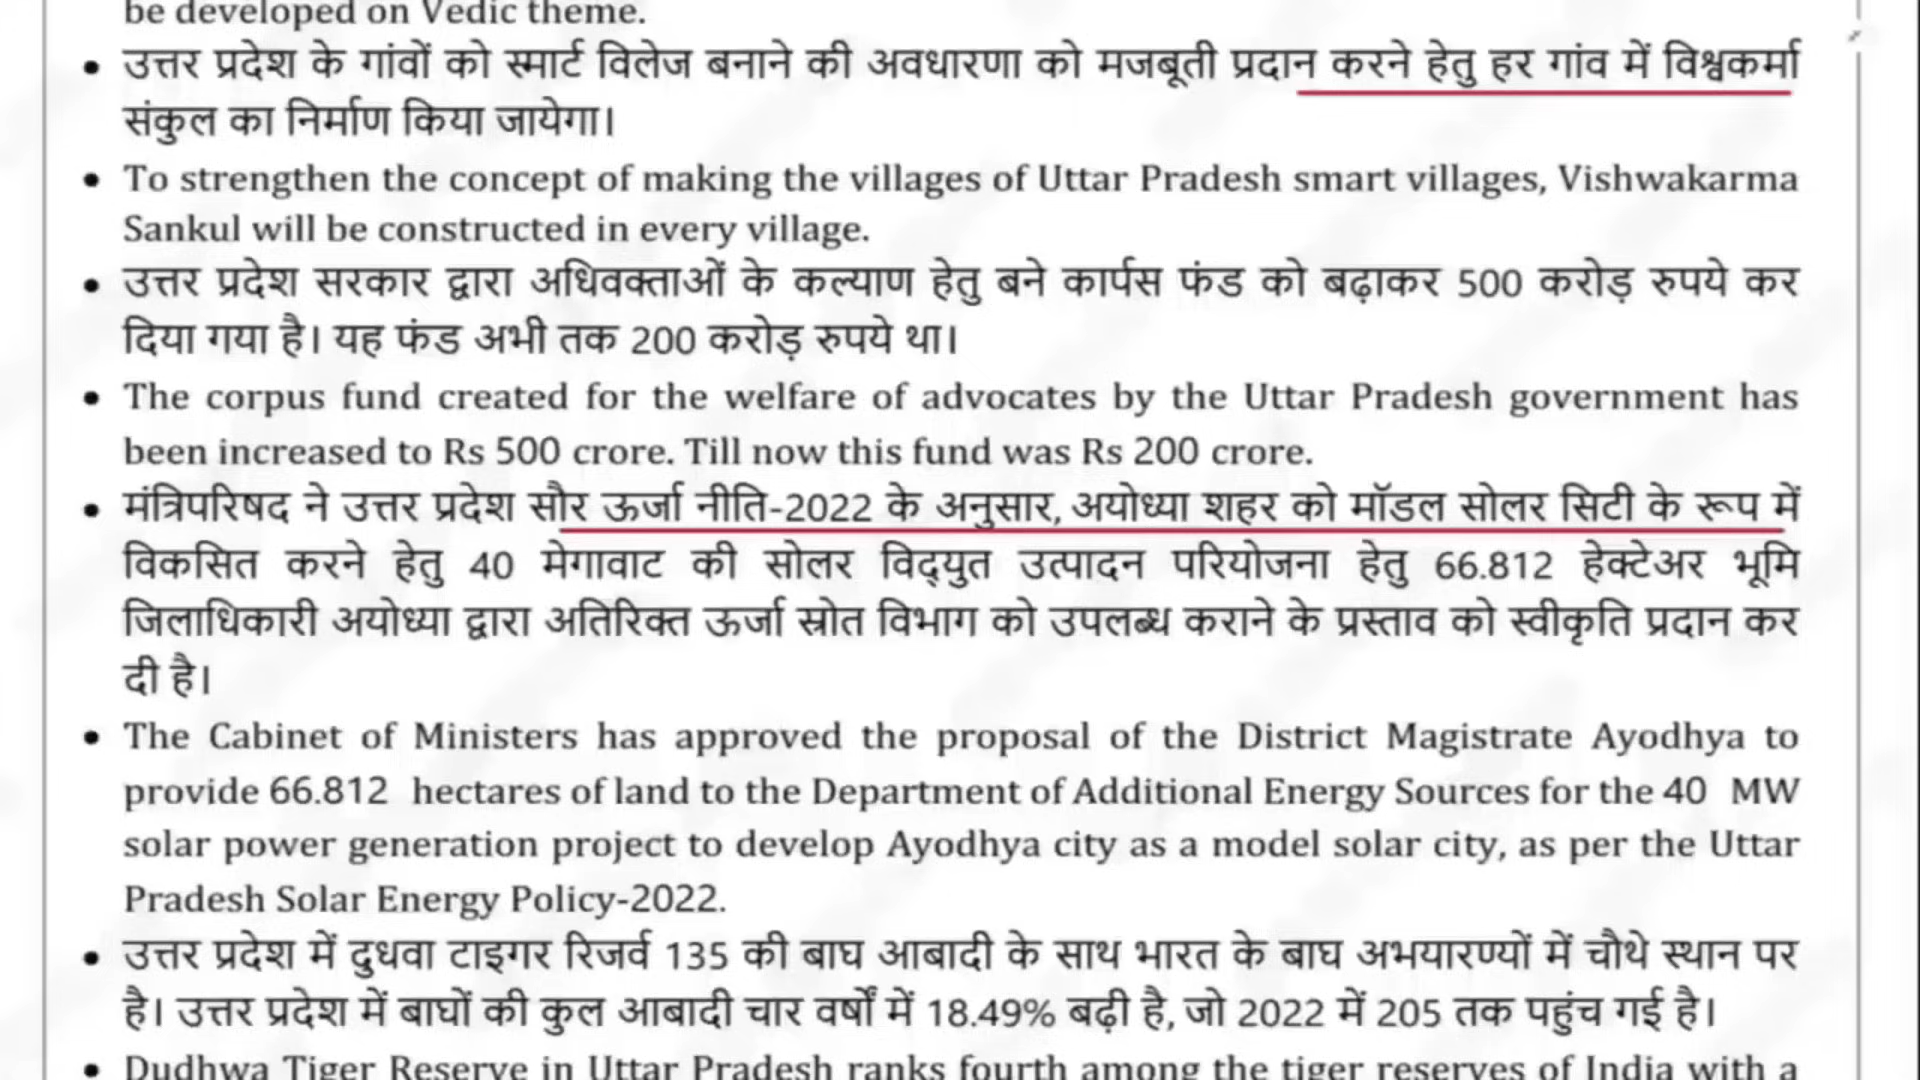 be developed on Vedic theme.
• उत्तर प्रदेश के गांवों को स्मार्ट विलेज बनाने की अवधारणा को मजबूती प्रदान करने हेतु हर गांव में विश्वकर्मा
संकुल का निर्माण किया जायेगा।
• To strengthen the concept of making the villages of Uttar Pradesh smart villages, Vishwakarma
Sankul will be constructed in every village.
• उत्तर प्रदेश सरकार द्वारा अधिवक्ताओं के कल्याण हेतु बने कार्पस फंड को बढ़ाकर 500 करोड़ रुपये कर
दिया गया है। यह फंड अभी तक 200 करोड़ रुपये था।
• The corpus fund created for the welfare of advocates by the Uttar Pradesh government has
been increased to Rs 500 crore. Till now this fund was Rs 200 crore.
• मंत्रिपरिषद ने उत्तर प्रदेश सौर ऊर्जा नीति-2022 के अनुसार, अयोध्या शहर को मॉडल सोलर सिटी के रूप में
विकसित करने हेतु 40 मेगावाट की सोलर विद्युत उत्पादन परियोजना हेतु 66.812 हेक्टेअर भूमि
जिलाधिकारी अयोध्या द्वारा अतिरिक्त ऊर्जा स्रोत विभाग को उपलब्ध कराने के प्रस्ताव को स्वीकृति प्रदान कर
दी है।
• The Cabinet of Ministers has approved the proposal of the District Magistrate Ayodhya to
provide 66.812 hectares of land to the Department of Additional Energy Sources for the 40 MW
solar power generation project to develop Ayodhya city as a model solar city, as per the Uttar
Pradesh Solar Energy Policy-2022.
• उत्तर प्रदेश में दुधवा टाइगर रिजर्व 135 की बाघ आबादी के साथ भारत के बाघ अभयारण्यों में चौथे स्थान पर
है। उत्तर प्रदेश में बाघों की कुल आबादी चार वर्षों में 18.49% बढ़ी है, जो 2022 में 205 तक पहुंच गई है।
• Dudhwa Tiger Reserve in Uttar Pradesh ranks fourth among the tiger reserves of India with a